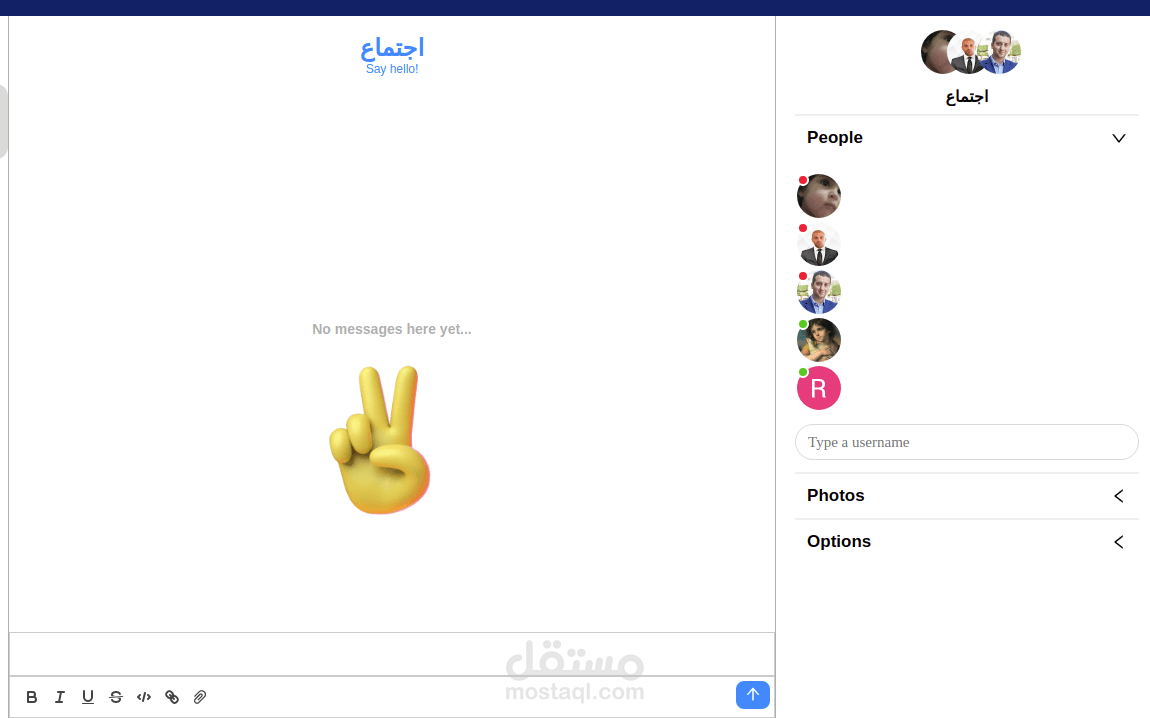 اجتماع
Say hello!
No messages here yet...
مستقل
mostaql.com
اجتماع
People
R
Type a username
Photos
Options